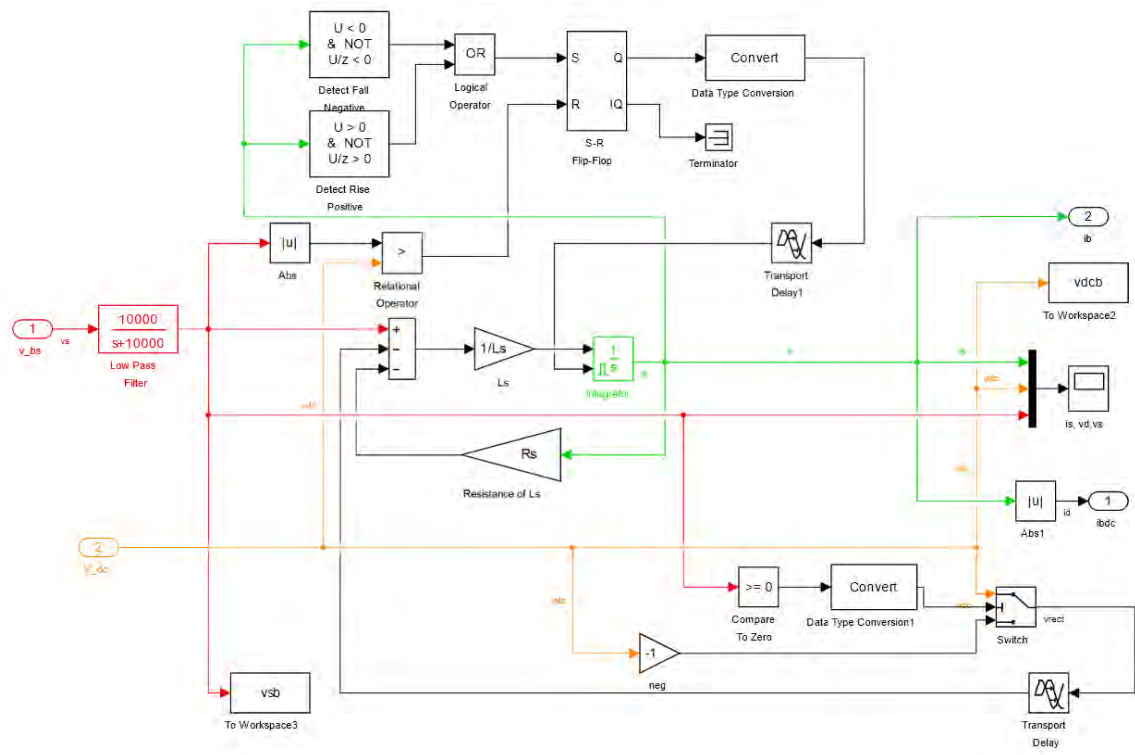 U < 0
& NOT
U/z < 0
Detect Fall
Negative
OR
Logical
Operator
S
Q
R
!Q
S-R
Flip-Flop
Convert
Data Type Conversion
Terminator
U > 0
& NOT
U/z > 0
Detect Rise
Positive
|u|
Abs
>
Relational
Operator
Transport
Delay1
2
ib
vdcb
To Workspace2
1
v_bs
vs
10000
s+10000
Low Pass
Filter
+
−
−
1/Ls
Ls
1
s
Integrator
is
is
vdc
is, vd,vs
vdc
Rs
Resistance of Ls
|u|
Abs1
id
1
ibdc
2
V_dc
vdc
>= 0
Compare
To Zero
Convert
Data Type Conversion1
Switch
vrect
-1
neg
vsb
To Workspace3
Transport
Delay